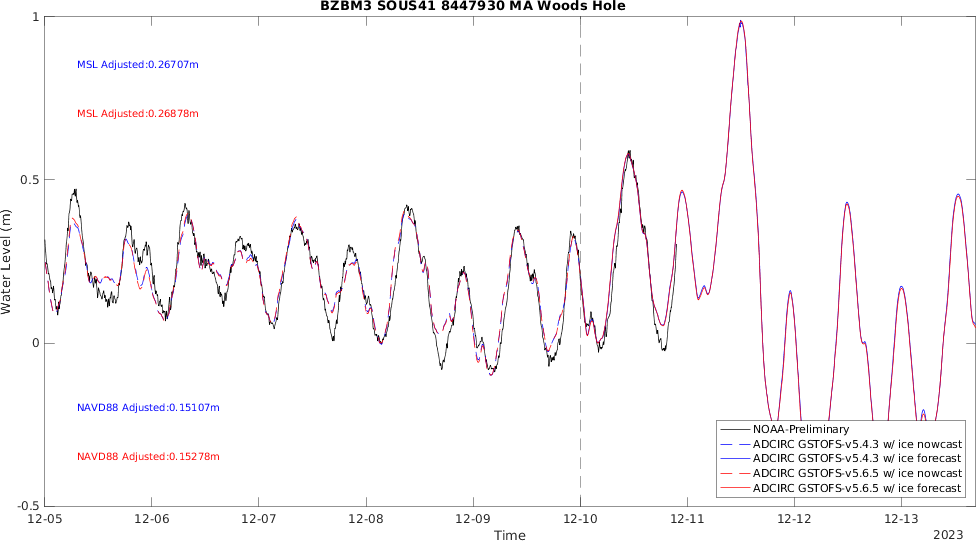 BZBM3 SOUS41 8447930 MA Woods Hole
1
MSL Adjusted:0.26707m
MSL Adjusted:0.26878m
0.5
Water Level (m)
0
NAVD88 Adjusted:0.15107m
NAVD88 Adjusted:0.15278m
NOAA-Preliminary
ADCIRC GSTOFS-v5.4.3 w/ ice nowcast
ADCIRC GSTOFS-v5.4.3 w/ ice forecast
ADCIRC GSTOFS-v5.6.5 w/ ice nowcast
ADCIRC GSTOFS-v5.6.5 w/ ice forecast
-0.5
12-05 12-06 12-07 12-08 12-09 12-10 12-11 12-12 12-13
Time
2023